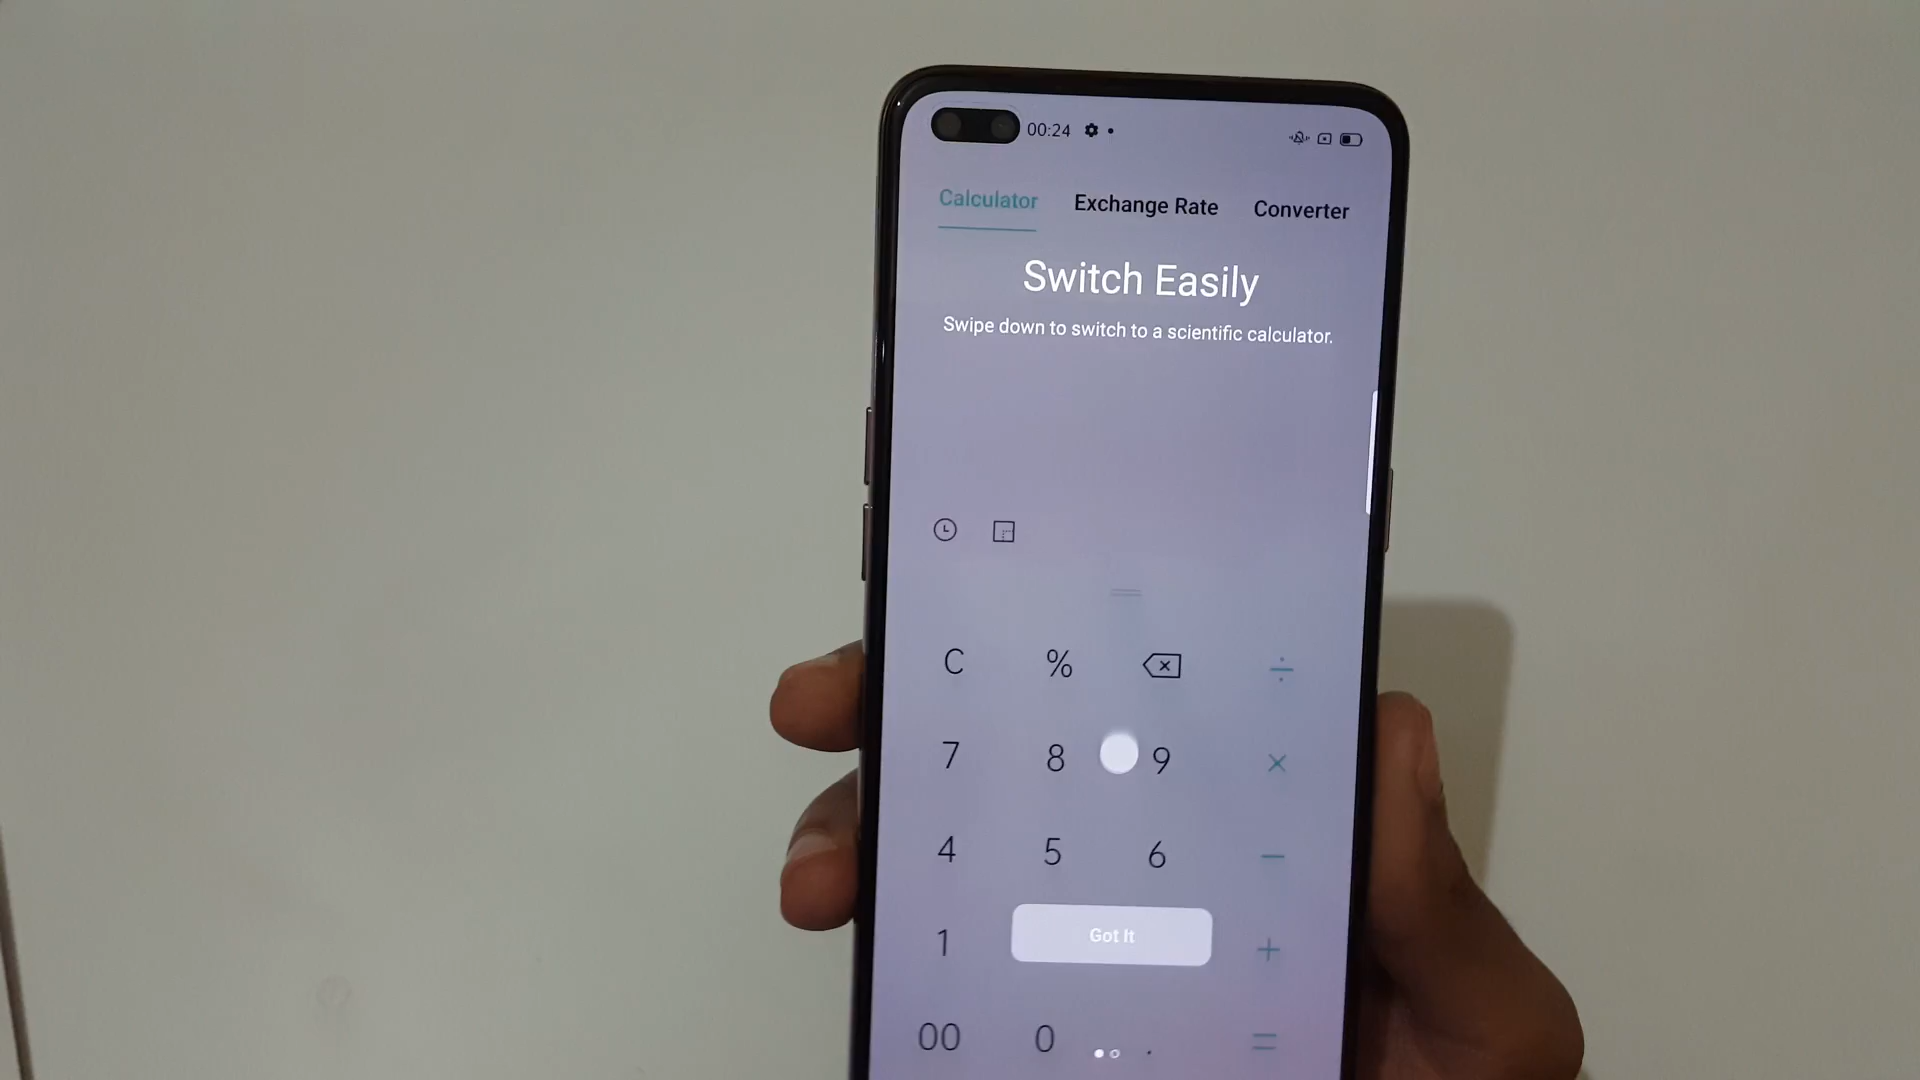 00:24
Calculator Exchange Rate Converter
Switch Easily
Swipe down to switch to a scientific calculator.
C % ÷
7 8 9 ×
4 5 6 −
1 Got It +
00 0 . =